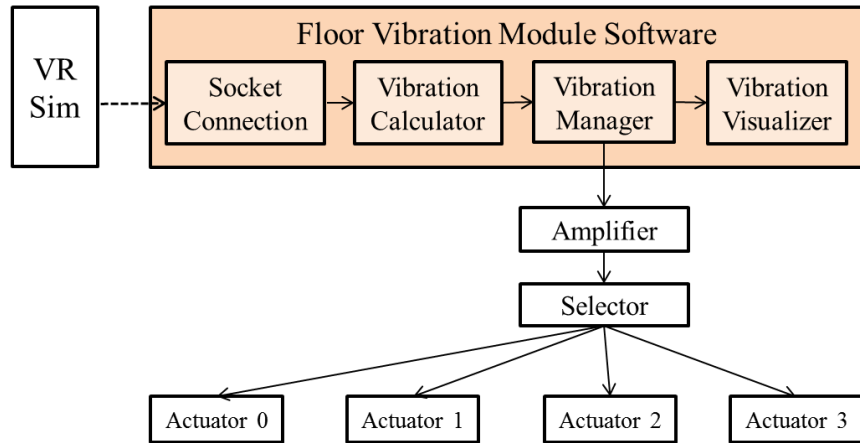 Floor Vibration Module Software
VR
Sim
Socket
Connection
Vibration
Calculator
Vibration
Manager
Vibration
Visualizer
Amplifier
Selector
Actuator 0
Actuator 1
Actuator 2
Actuator 3